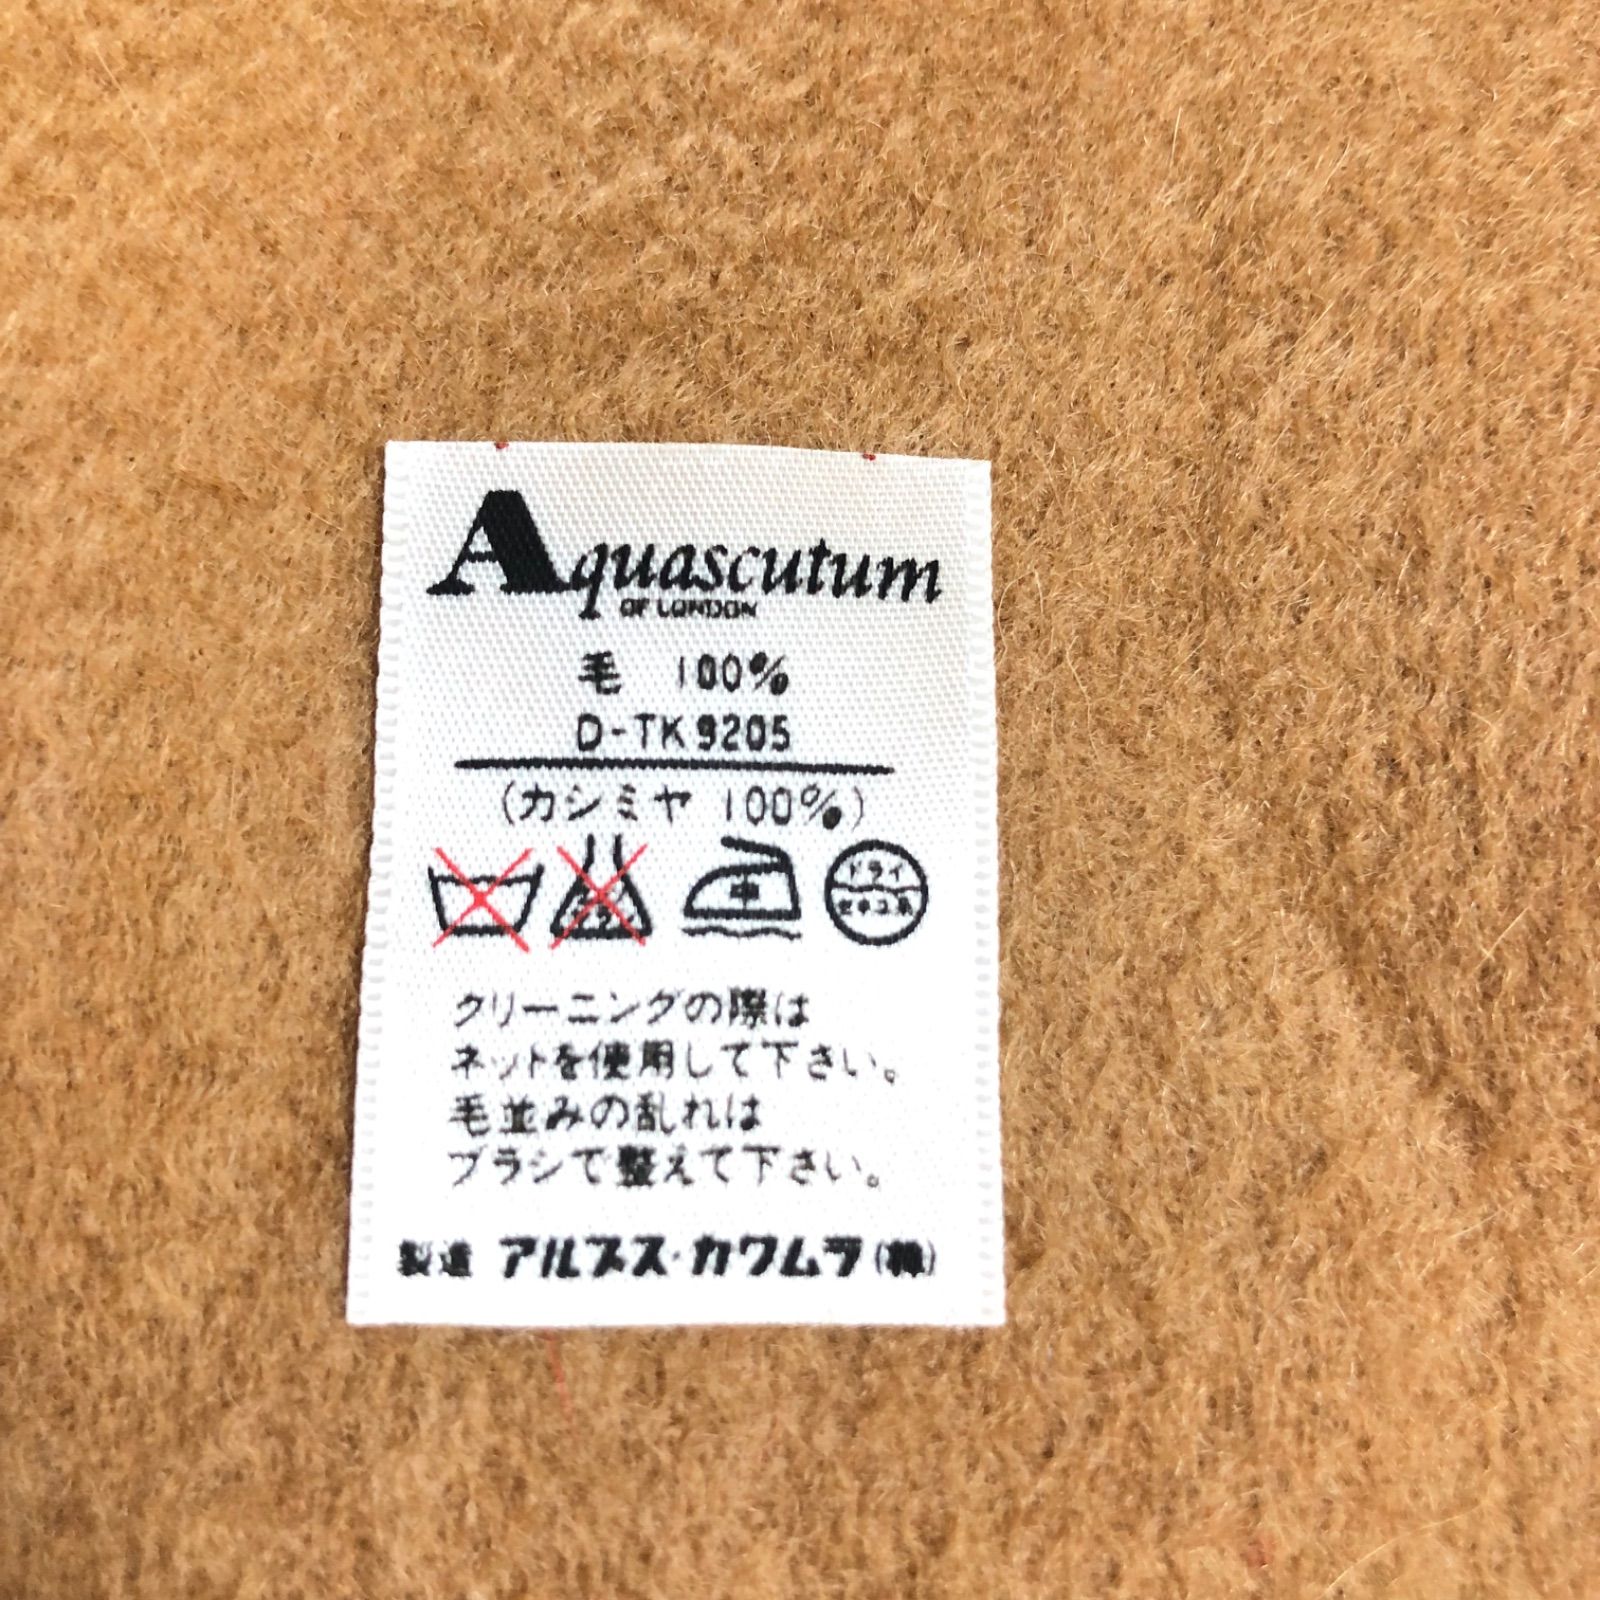 Aquascutum
OF LONDON
毛 100%
D-TK9205
(カシミヤ 100%)
中
ドライ
セキユ系
クリーニングの際は
ネットを使用して下さい。
毛並みの乱れは
ブラシで整えて下さい。
製造 アルプス・カワムラ(株)